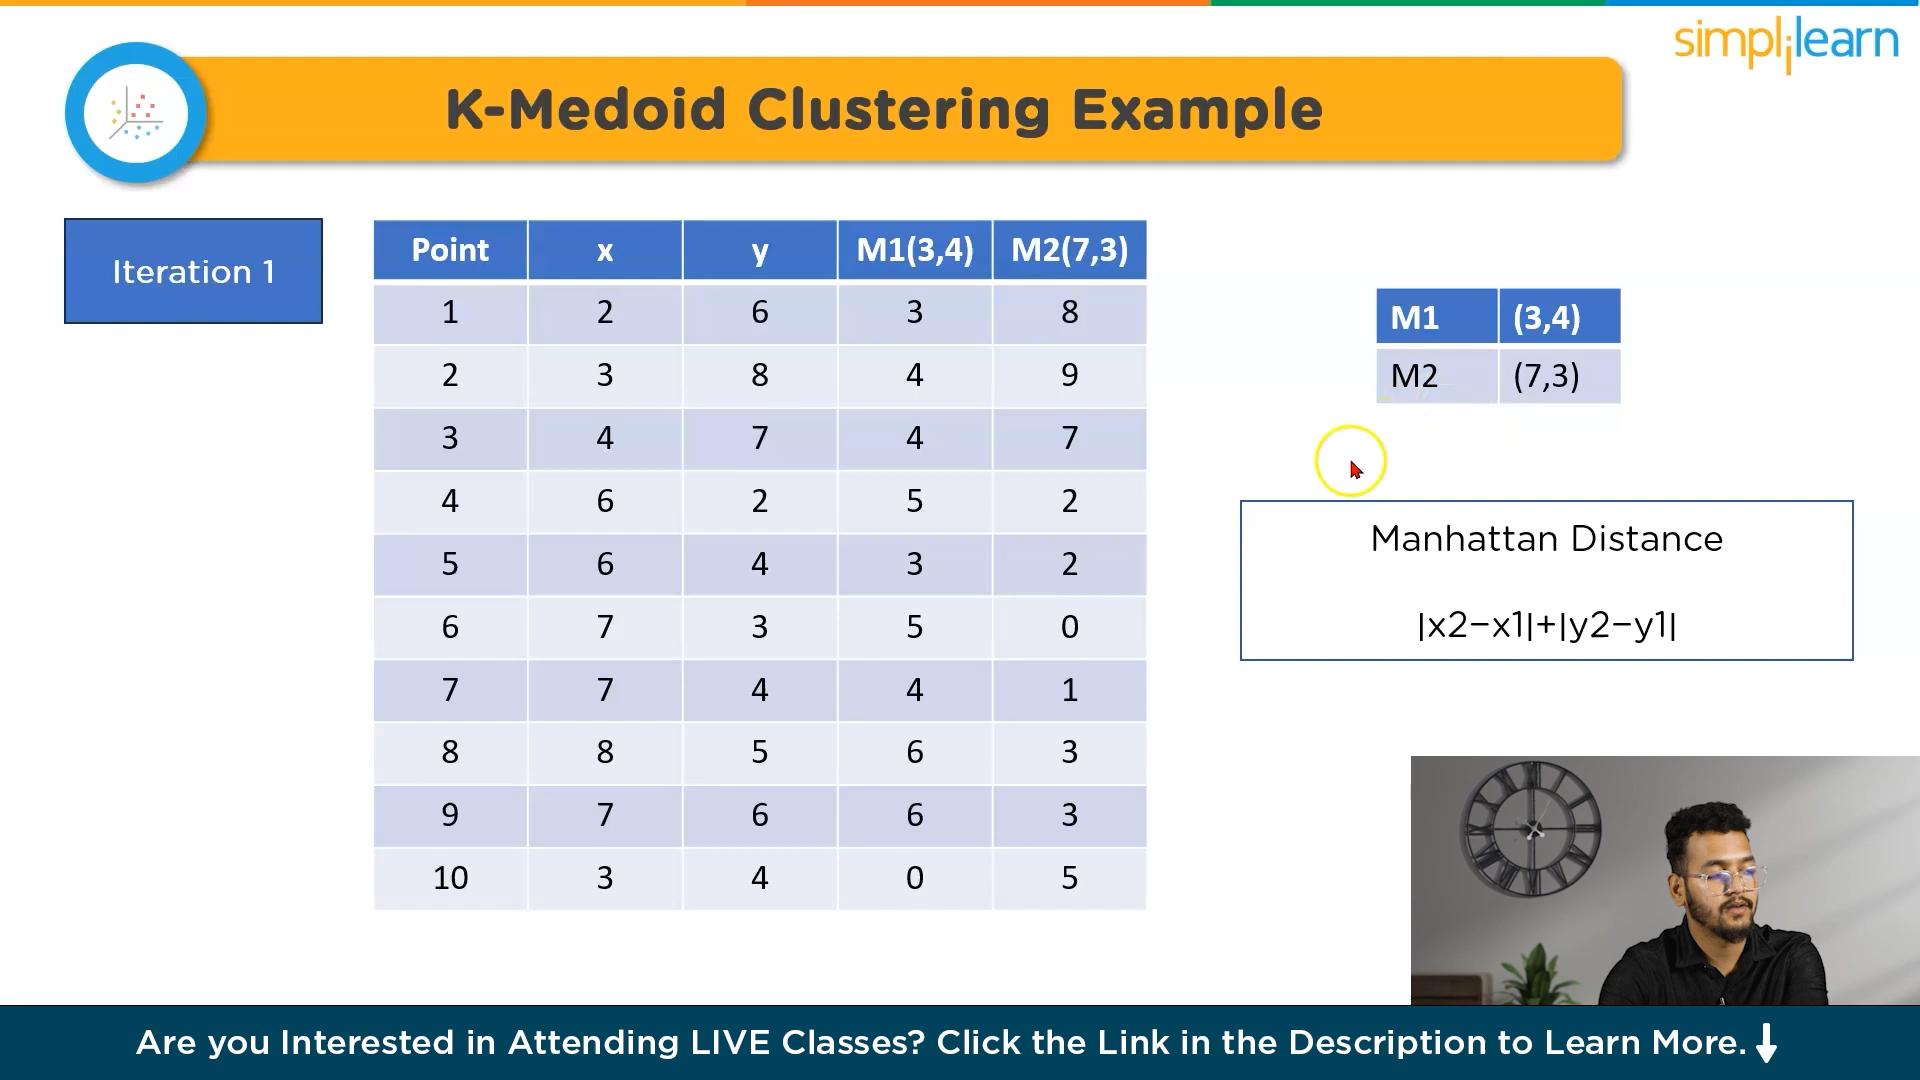 simplilearn
K-Medoid Clustering Example
Iteration 1
Point x y M1(3,4) M2(7,3)
1 2 6 3 8
2 3 8 4 9
3 4 7 4 7
4 6 2 5 2
5 6 4 3 2
6 7 3 5 0
7 7 4 4 1
8 8 5 6 3
9 7 6 6 3
10 3 4 0 5
M1 (3,4)
M2 (7,3)
Manhattan Distance
|x2−x1|+|y2−y1|
Are you Interested in Attending LIVE Classes? Click the Link in the Description to Learn More.